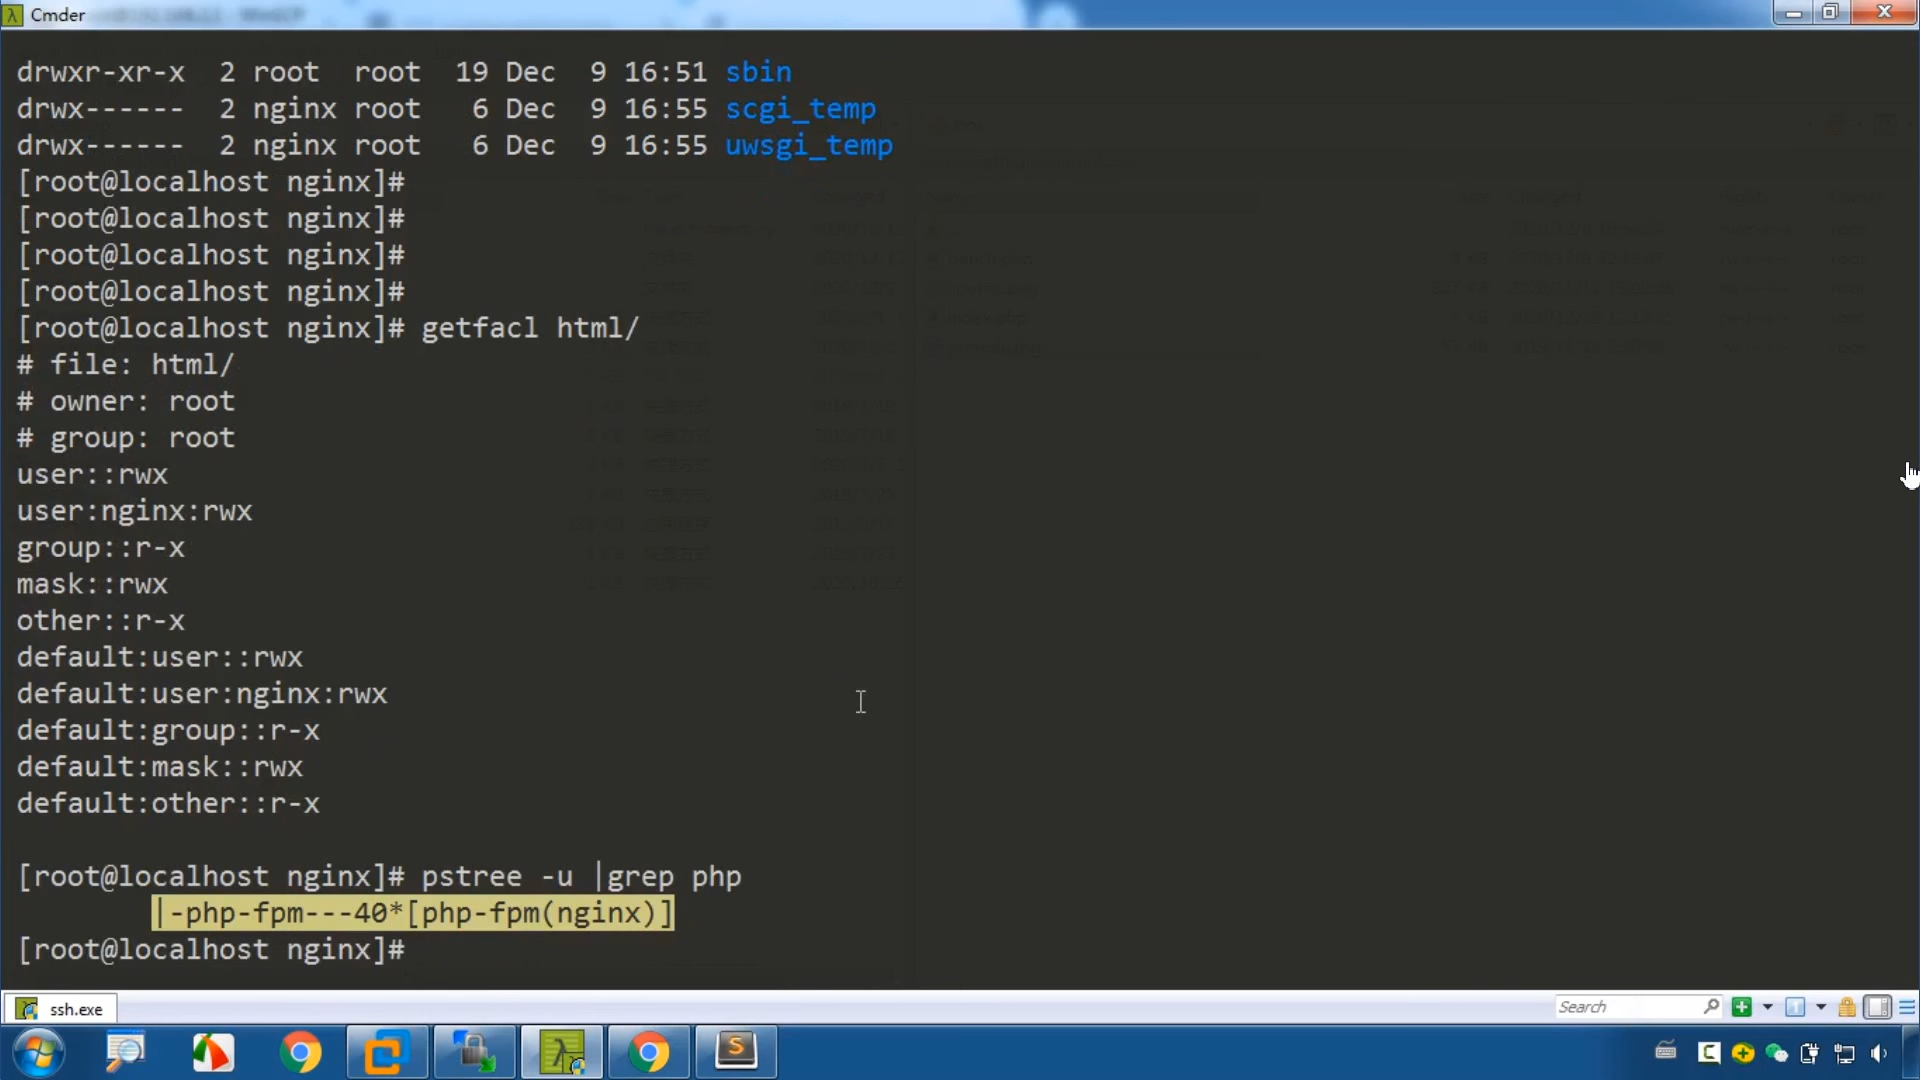 Cmder
drwxr-xr-x  2 root  root  19 Dec  9 16:51 sbin
drwx------  2 nginx root   6 Dec  9 16:55 scgi_temp
drwx------  2 nginx root   6 Dec  9 16:55 uwsgi_temp
[root@localhost nginx]#
[root@localhost nginx]#
[root@localhost nginx]#
[root@localhost nginx]#
[root@localhost nginx]# getfacl html/
# file: html/
# owner: root
# group: root
user::rwx
user:nginx:rwx
group::r-x
mask::rwx
other::r-x
default:user::rwx
default:user:nginx:rwx
default:group::r-x
default:mask::rwx
default:other::r-x
[root@localhost nginx]# pstree -u |grep php
|-php-fpm---40*[php-fpm(nginx)]
[root@localhost nginx]#
ssh.exe
Search